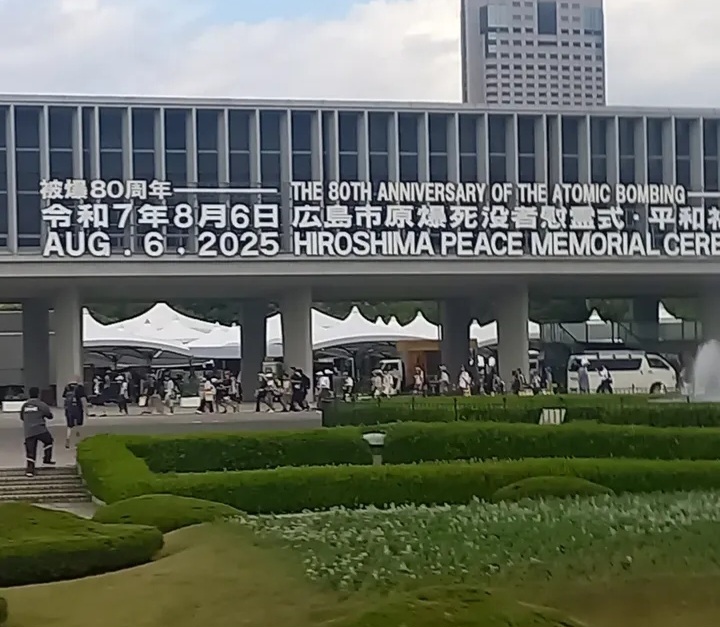 被爆80周年 THE 80TH ANNIVERSARY OF THE ATOMIC BOMBING
令和7年8月6日 広島市原爆死没者慰霊式・平和
AUG. 6. 2025 HIROSHIMA PEACE MEMORIAL CERE